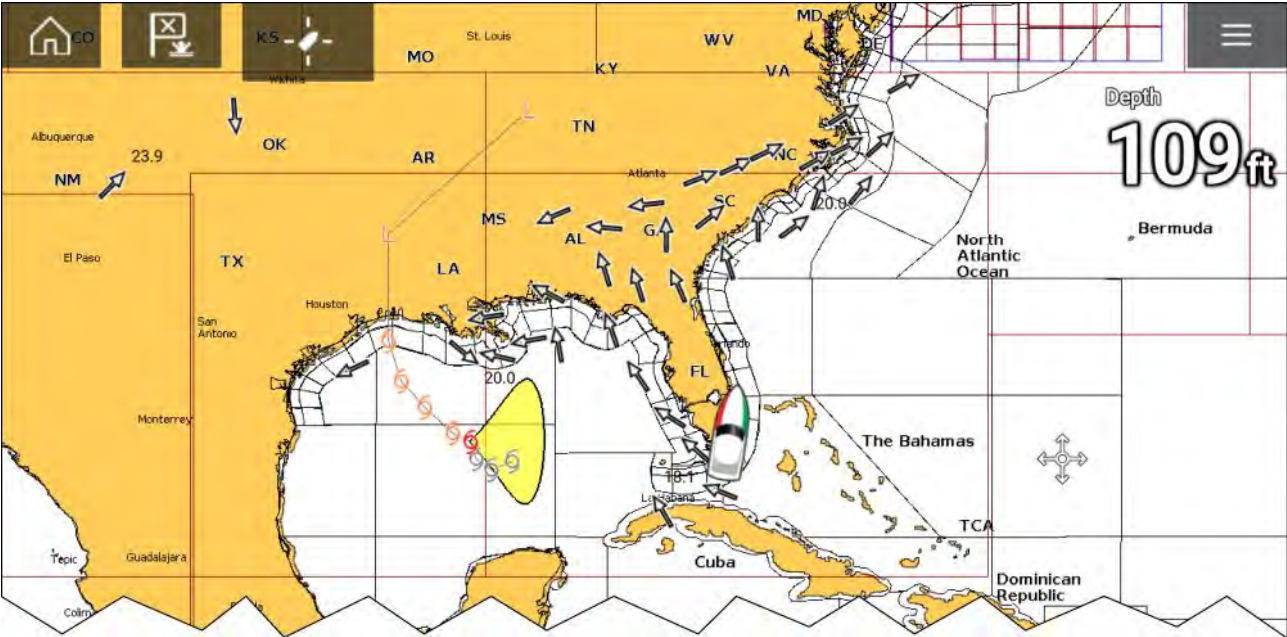 MD
CO
KS
St. Louis
WV
DE
MO
KY
VA
Wichita
Depth
109 ft
Albuquerque
OK
TN
23.9
AR
NC
NM
Atlanta
SC
20.0
MS
GA
Bermuda
AL
North
Atlantic
Ocean
El Paso
TX
LA
Houston
San
Antonio
Orlando
FL
20.0
Monterrey
The Bahamas
18.1
La Habana
TCA
Tepic
Guadalajara
Cuba
Dominican
Republic
L
L